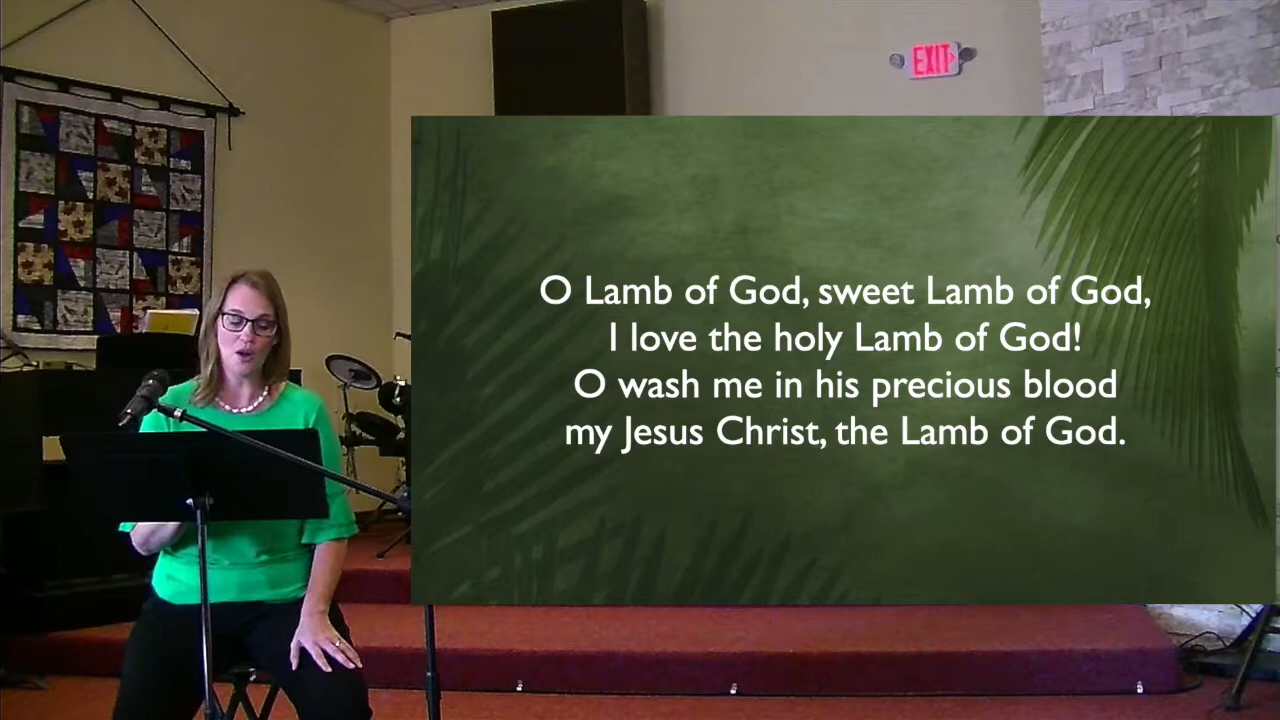 EXIT
O Lamb of God, sweet Lamb of God,
I love the holy Lamb of God!
O wash me in his precious blood
my Jesus Christ, the Lamb of God.